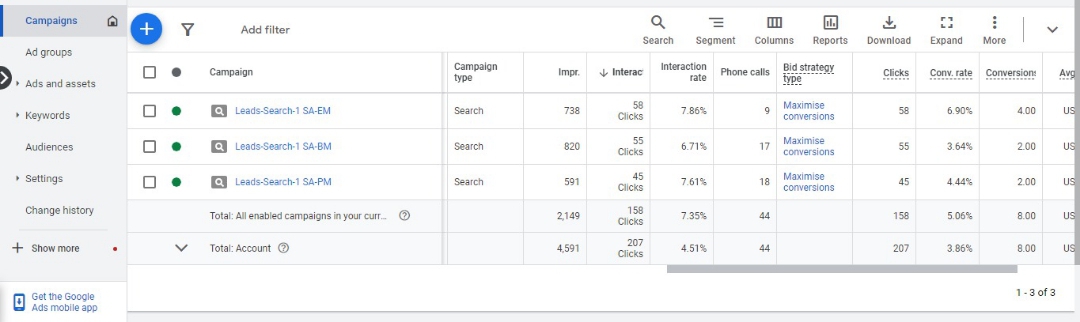 Campaigns
Ad groups
Ads and assets
Keywords
Audiences
Settings
Change history
Show more
Get the Google
Ads mobile app
Add filter
Search
Segment
Columns
Reports
Download
Expand
More
Campaign Campaign type Impr. Interac Interaction rate Phone calls Bid strategy type Clicks Conv. rate Conversions Avg
Leads-Search-1 SA-EM Search 738 58 Clicks 7.86% 9 Maximise conversions 58 6.90% 4.00 US
Leads-Search-1 SA-BM Search 820 55 Clicks 6.71% 17 Maximise conversions 55 3.64% 2.00 US
Leads-Search-1 SA-PM Search 591 45 Clicks 7.61% 18 Maximise conversions 45 4.44% 2.00 US
Total: All enabled campaigns in your curr... 2,149 158 Clicks 7.35% 44 158 5.06% 8.00 US
Total: Account 4,591 207 Clicks 4.51% 44 207 3.86% 8.00 US
1 - 3 of 3